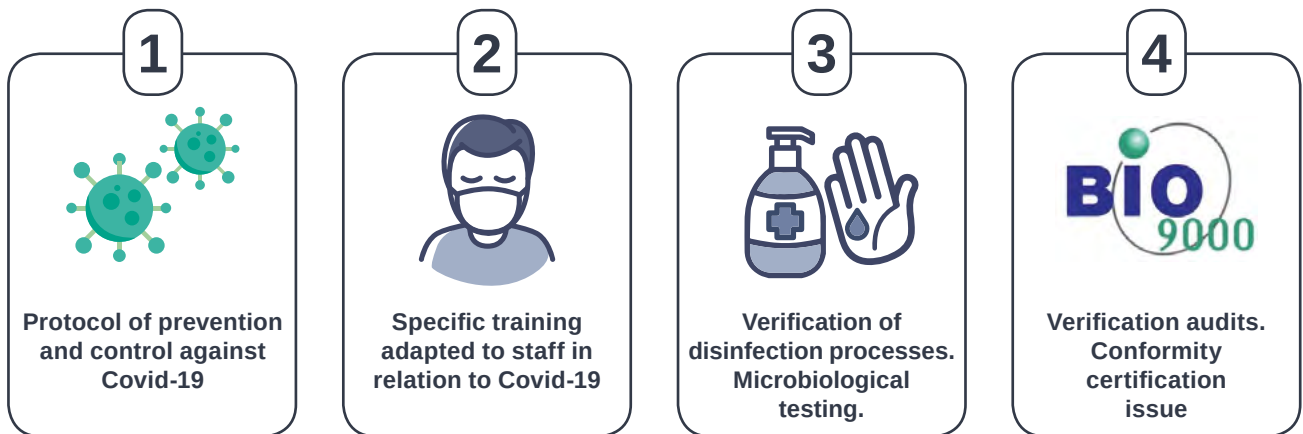 1
Protocol of prevention
and control against
Covid-19
2
Specific training
adapted to staff in
relation to Covid-19
3
Verification of
disinfection processes.
Microbiological
testing.
4
BIO
9000
Verification audits.
Conformity
certification
issue